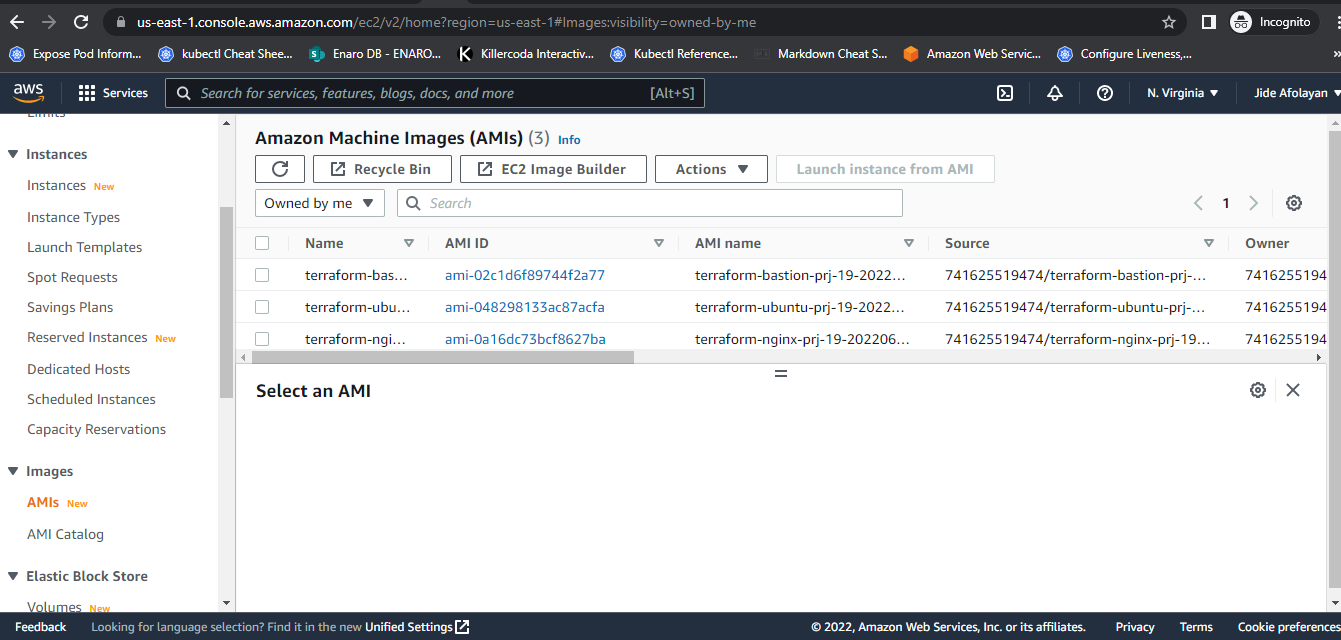 us-east-1.console.aws.amazon.com/ec2/v2/home?region=us-east-1#Images:visibility=owned-by-me
Incognito
Expose Pod Inform... kubectl Cheat Shee... Enaro DB - ENARO... Killercoda Interactiv... Kubectl Reference... Markdown Cheat S... Amazon Web Servic... Configure Liveness,... »
aws Services Search for services, features, blogs, docs, and more [Alt+S] N. Virginia Jide Afolayan
Limits
Instances
Instances New
Instance Types
Launch Templates
Spot Requests
Savings Plans
Reserved Instances New
Dedicated Hosts
Scheduled Instances
Capacity Reservations
Images
AMIs New
AMI Catalog
Elastic Block Store
Volumes New
Amazon Machine Images (AMIs) (3) Info
Recycle Bin EC2 Image Builder Actions Launch instance from AMI
Owned by me Search 1
Name AMI ID AMI name Source Owner
terraform-bas... ami-02c1d6f89744f2a77 terraform-bastion-prj-19-2022... 741625519474/terraform-bastion-prj-... 7416255194
terraform-ubu... ami-048298133ac87acfa terraform-ubuntu-prj-19-2022... 741625519474/terraform-ubuntu-prj-... 7416255194
terraform-ngi... ami-0a16dc73bcf8627ba terraform-nginx-prj-19-202206... 741625519474/terraform-nginx-prj-19... 7416255194
Select an AMI
Feedback Looking for language selection? Find it in the new Unified Settings © 2022, Amazon Web Services, Inc. or its affiliates. Privacy Terms Cookie preferences